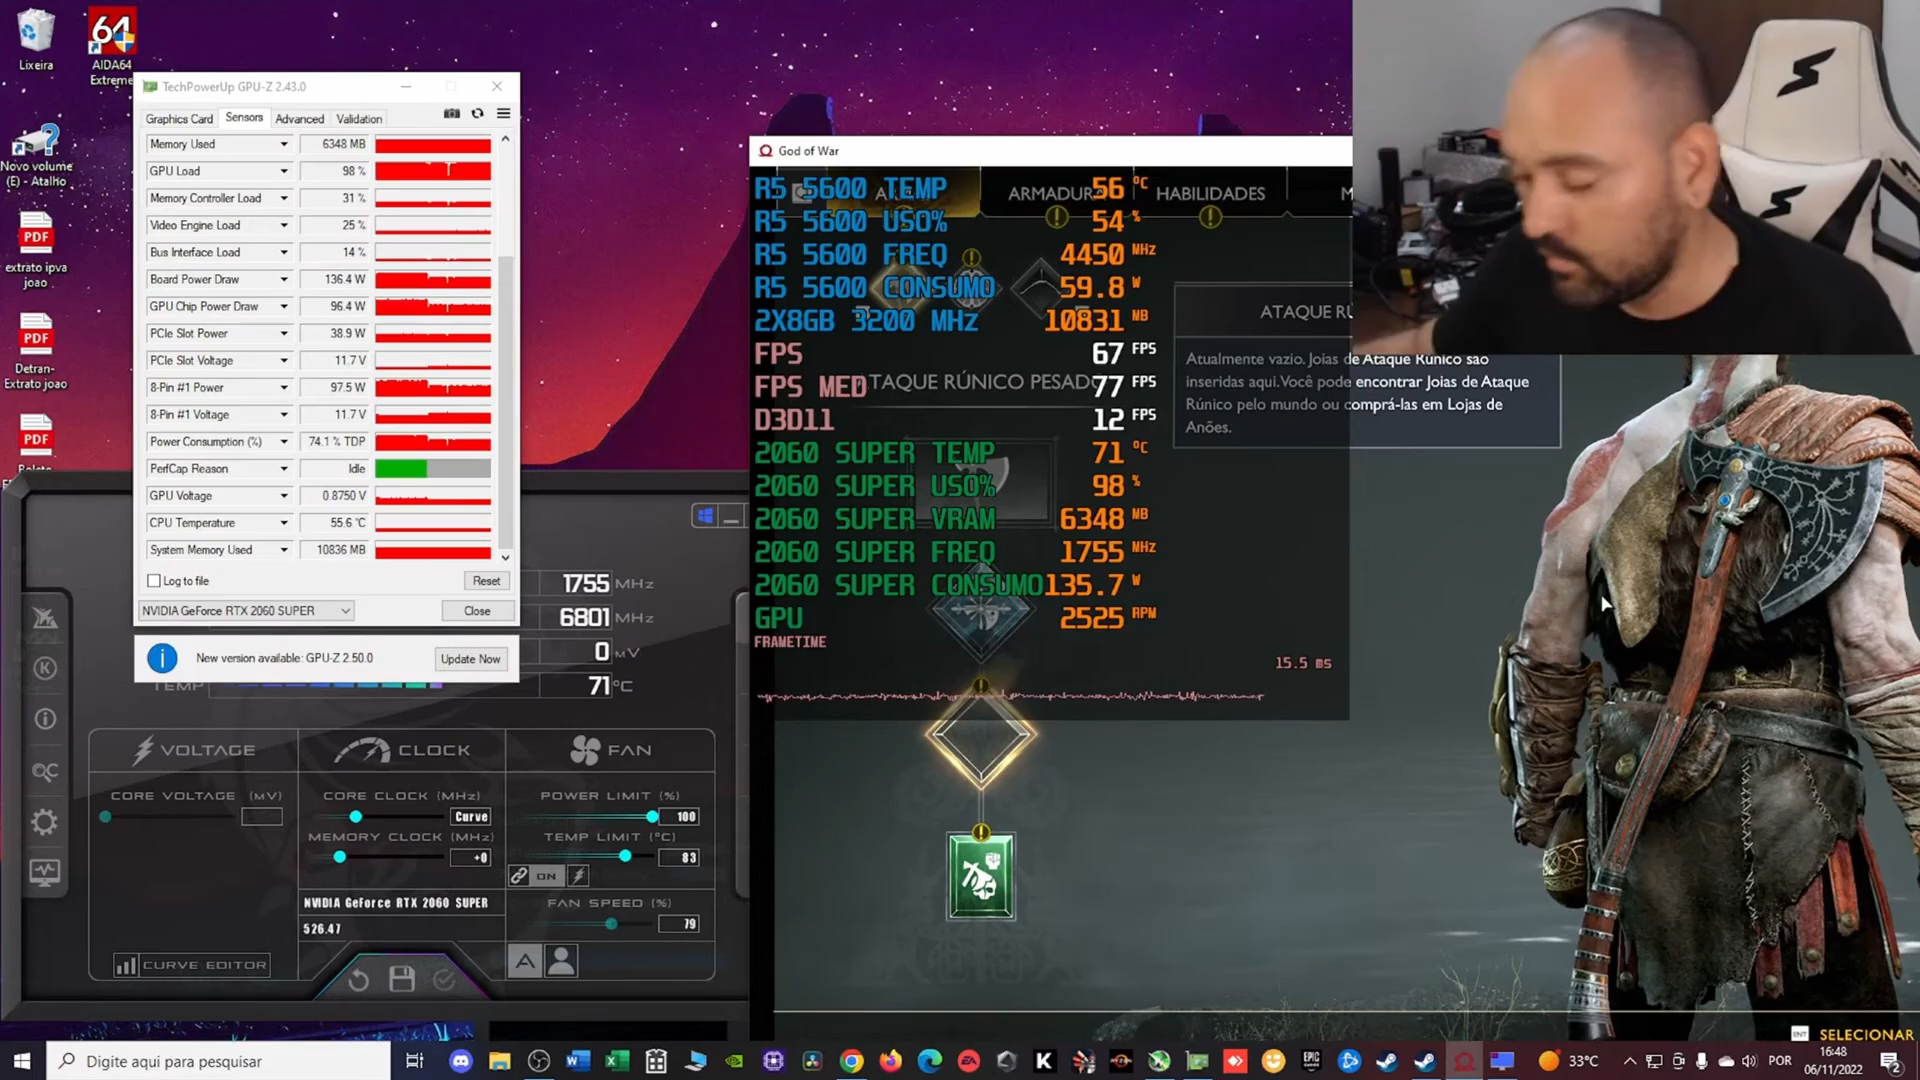 Lixeira
64
AIDA64
Extreme
Novo volume
(E) - Atalho
PDF
extrato ipva
joao
PDF
Detran-
Extrato joao
PDF
TechPowerUp GPU-Z 2.43.0
Graphics Card Sensors Advanced Validation
Memory Used 6348 MB
GPU Load 98 %
Memory Controller Load 31 %
Video Engine Load 25 %
Bus Interface Load 14 %
Board Power Draw 136.4 W
GPU Chip Power Draw 96.4 W
PCIe Slot Power 38.9 W
PCIe Slot Voltage 11.7 V
8-Pin #1 Power 97.5 W
8-Pin #1 Voltage 11.7 V
Power Consumption (%) 74.1 % TDP
PerfCap Reason Idle
GPU Voltage 0.8750 V
CPU Temperature 55.6 °C
System Memory Used 10836 MB
Log to file Reset
NVIDIA GeForce RTX 2060 SUPER Close
New version available: GPU-Z 2.50.0 Update Now
1755 MHz
6801 MHz
0 mV
TEMP 71 °C
VOLTAGE CLOCK FAN
CORE VOLTAGE (MV) CORE CLOCK (MHz) Curve POWER LIMIT (%) 100
MEMORY CLOCK (MHz) +0 TEMP LIMIT (°C) 83
ON
NVIDIA GeForce RTX 2060 SUPER
526.47
FAN SPEED (%) 79
A
CURVE EDITOR
God of War
ARMADURA HABILIDADES M
R5 5600 TEMP 56 °C
R5 5600 USO% 54 %
R5 5600 FREQ 4450 MHz
R5 5600 CONSUMO 59.8 W
2X8GB 3200 MHz 10831 MB
FPS 67 FPS
FPS MED 77 FPS
D3D11 12 FPS
2060 SUPER TEMP 71 °C
2060 SUPER USO% 98 %
2060 SUPER VRAM 6348 MB
2060 SUPER FREQ 1755 MHz
2060 SUPER CONSUMO 135.7 W
GPU 2525 RPM
FRAMETIME
15.5 ms
ATAQUE RÚNICO PESADO
ATAQUE RÚ
Atualmente vazio. Joias de Ataque Rúnico são
inseridas aqui.Você pode encontrar Joias de Ataque
Rúnico pelo mundo ou comprá-las em Lojas de
Anões.
ENT SELECIONAR
Digite aqui para pesquisar
33°C
POR
16:48
06/11/2022
2